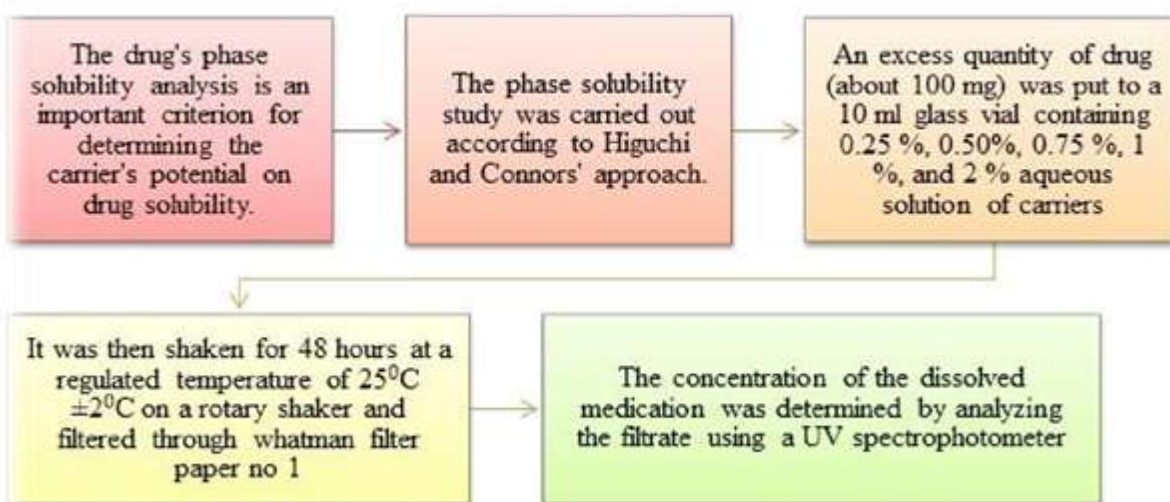 The drug's phase
solubility analysis is an
important criterion for
determining the
carrier's potential on
drug solubility.
The phase solubility
study was carried out
according to Higuchi
and Connors' approach.
An excess quantity of drug
(about 100 mg) was put to a
10 ml glass vial containing
0.25 %, 0.50%, 0.75 %, 1
%, and 2 % aqueous
solution of carriers
It was then shaken for 48 hours at a
regulated temperature of 25⁰C
±2⁰C on a rotary shaker and
filtered through whatman filter
paper no 1
The concentration of the dissolved
medication was determined by analyzing
the filtrate using a UV spectrophotometer